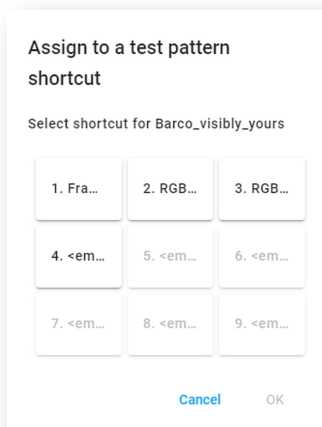 Assign to a test pattern
shortcut
Select shortcut for Barco_visibly_yours
1. Fra...
2. RGB...
3. RGB...
4. <em...
5. <em...
6. <em...
7. <em...
8. <em...
9. <em...
Cancel
OK